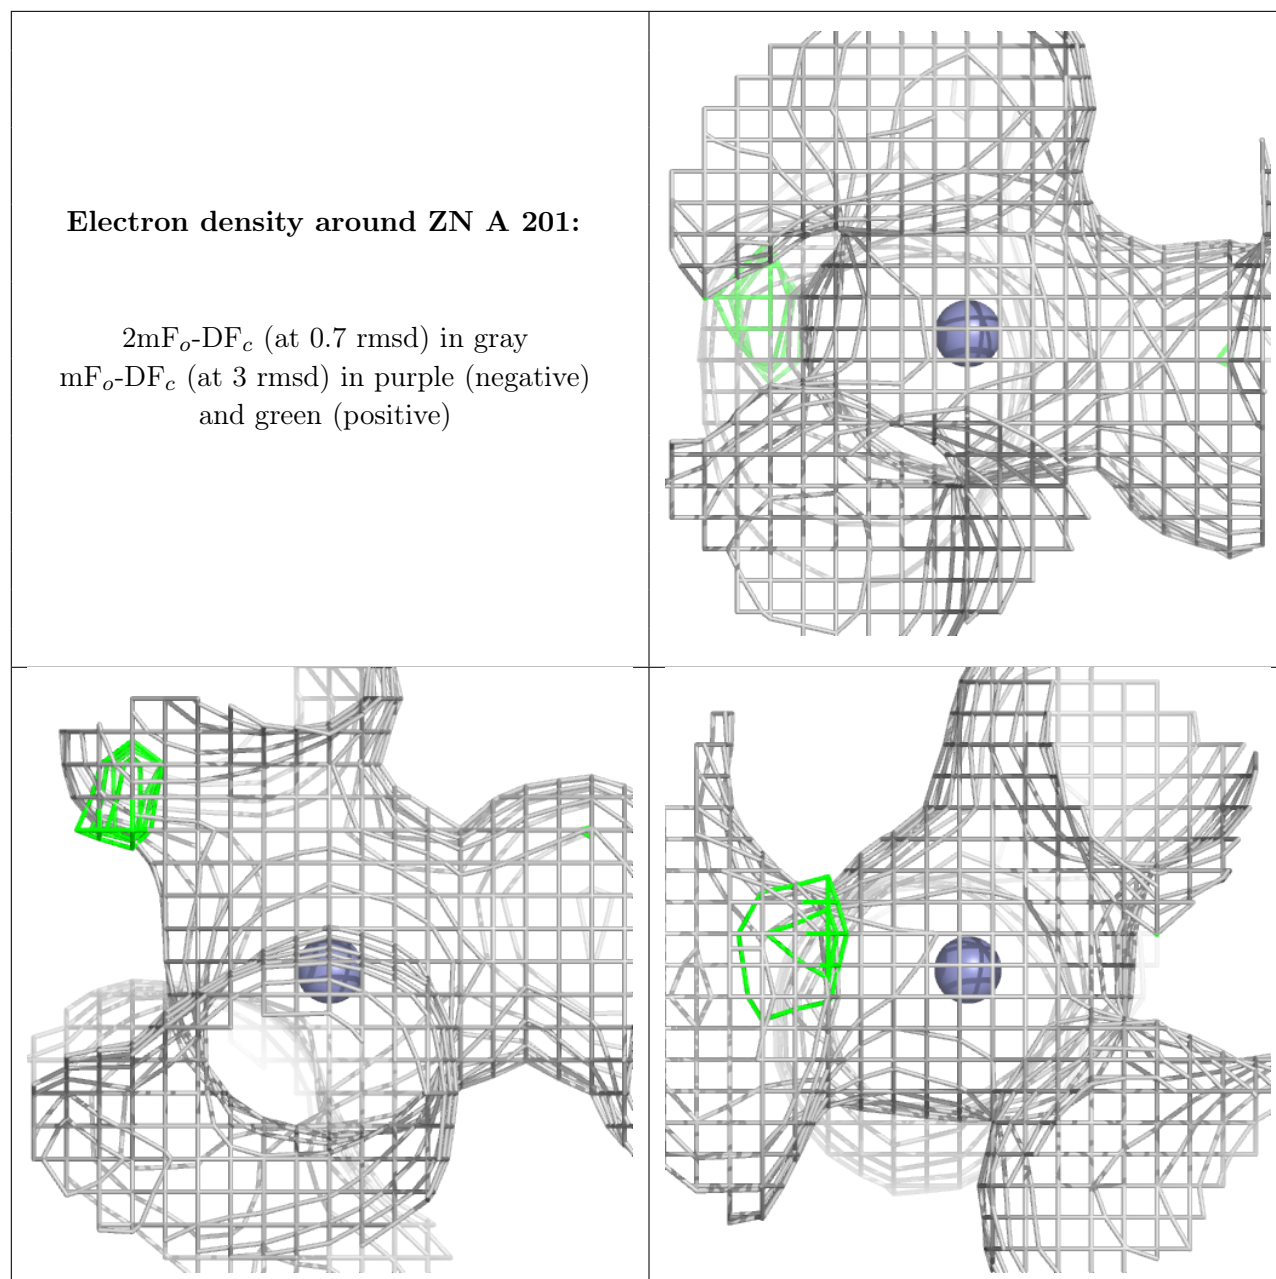 Electron density around ZN A 201:
2mFo-DFc (at 0.7 rmsd) in gray
mFo-DFc (at 3 rmsd) in purple (negative)
and green (positive)